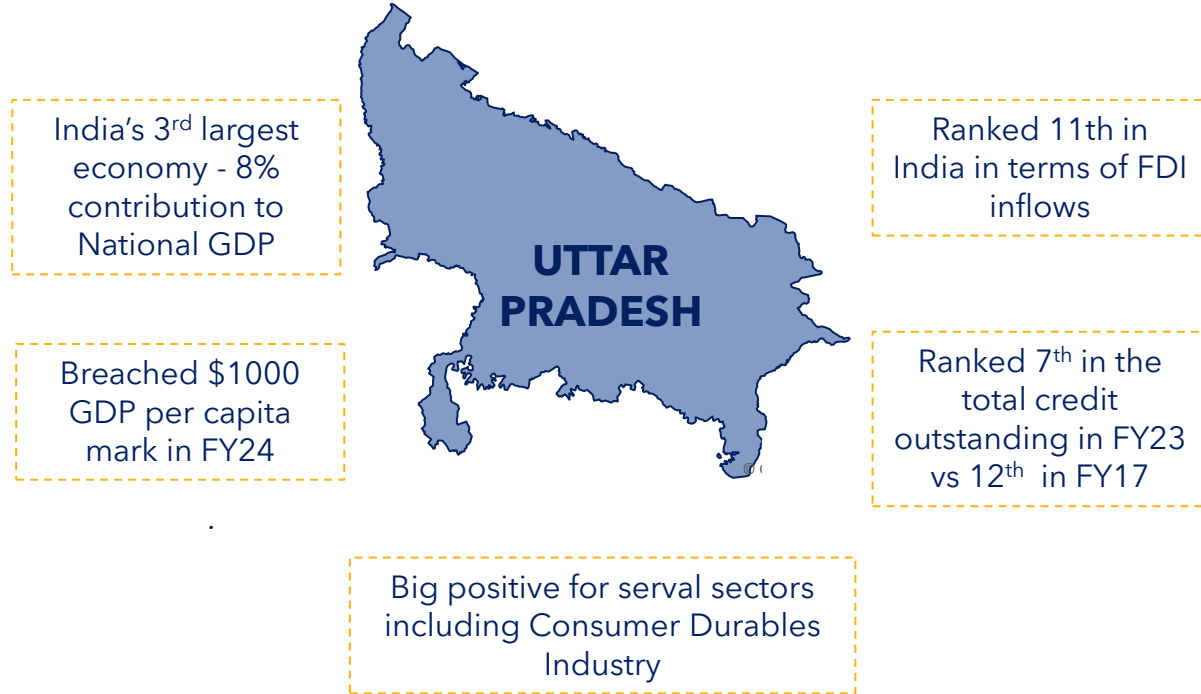 India's 3rd largest
economy - 8%
contribution to
National GDP
Ranked 11th in
India in terms of FDI
inflows
UTTAR
PRADESH
Breached $1000
GDP per capita
mark in FY24
Ranked 7th in the
total credit
outstanding in FY23
vs 12th in FY17
©
.
Big positive for serval sectors
including Consumer Durables
Industry